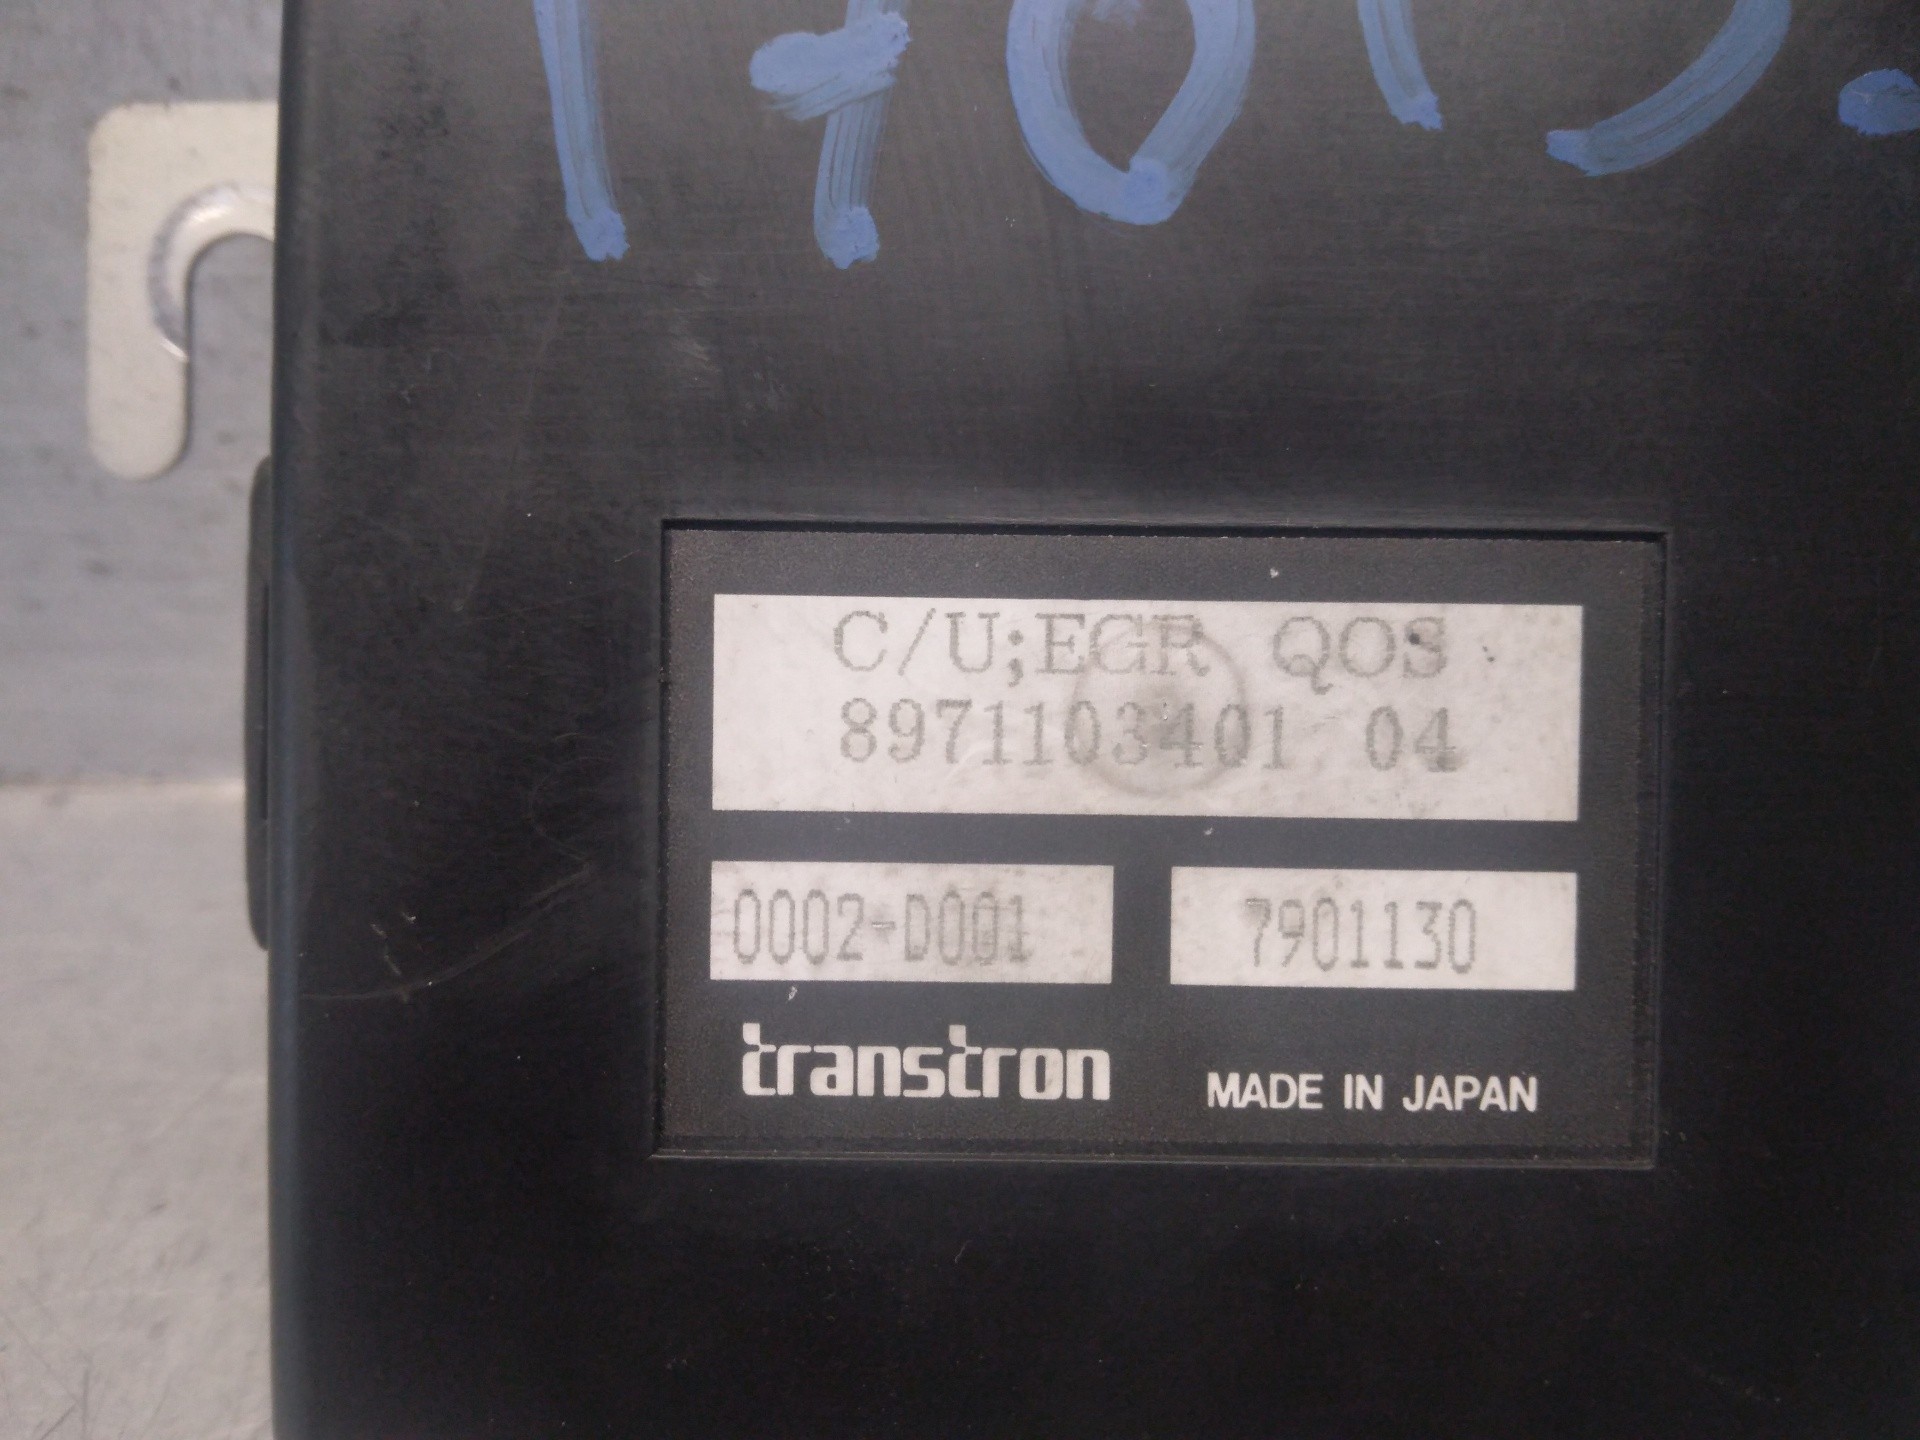 C/U;EGR QOS
8971103401 04
0002-D001 7901130
transtron MADE IN JAPAN